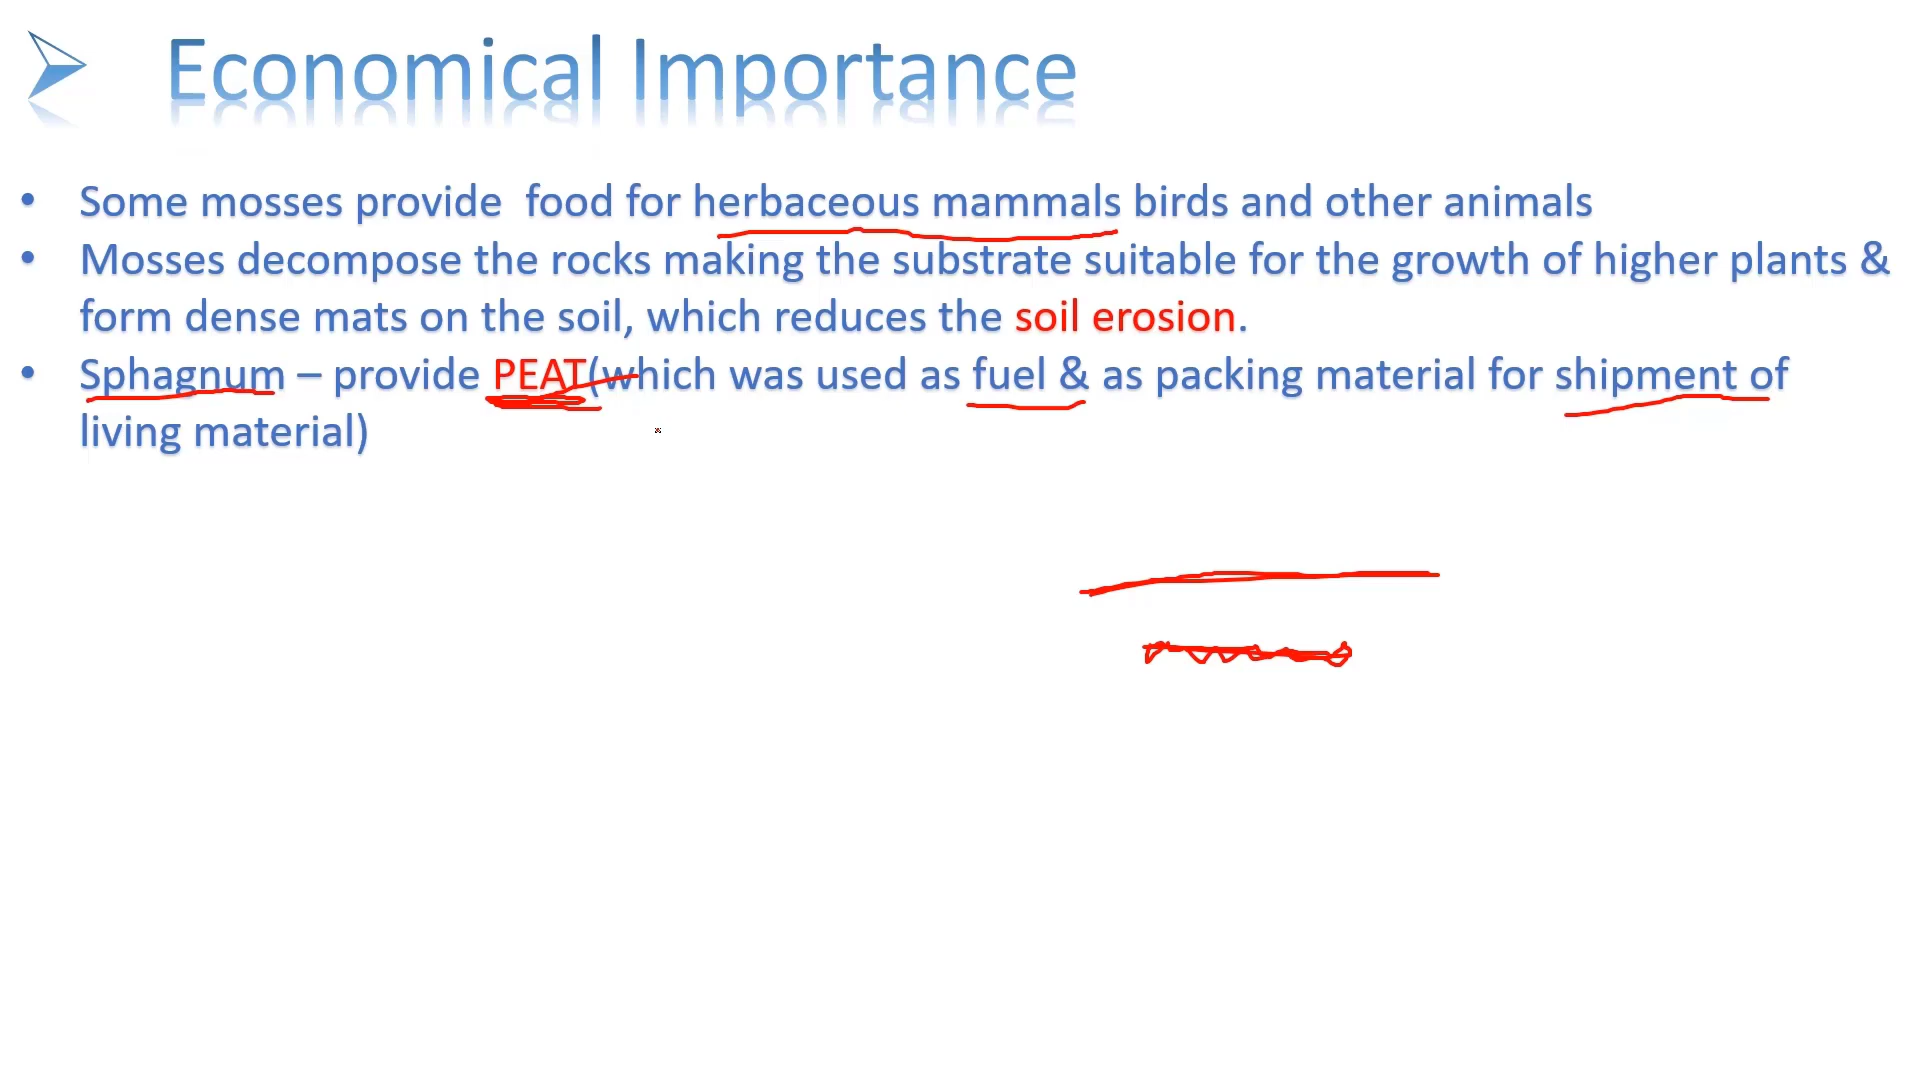 Economical Importance
• Some mosses provide food for herbaceous mammals birds and other animals
• Mosses decompose the rocks making the substrate suitable for the growth of higher plants &
form dense mats on the soil, which reduces the soil erosion.
• Sphagnum – provide PEAT(which was used as fuel & as packing material for shipment of
living material)